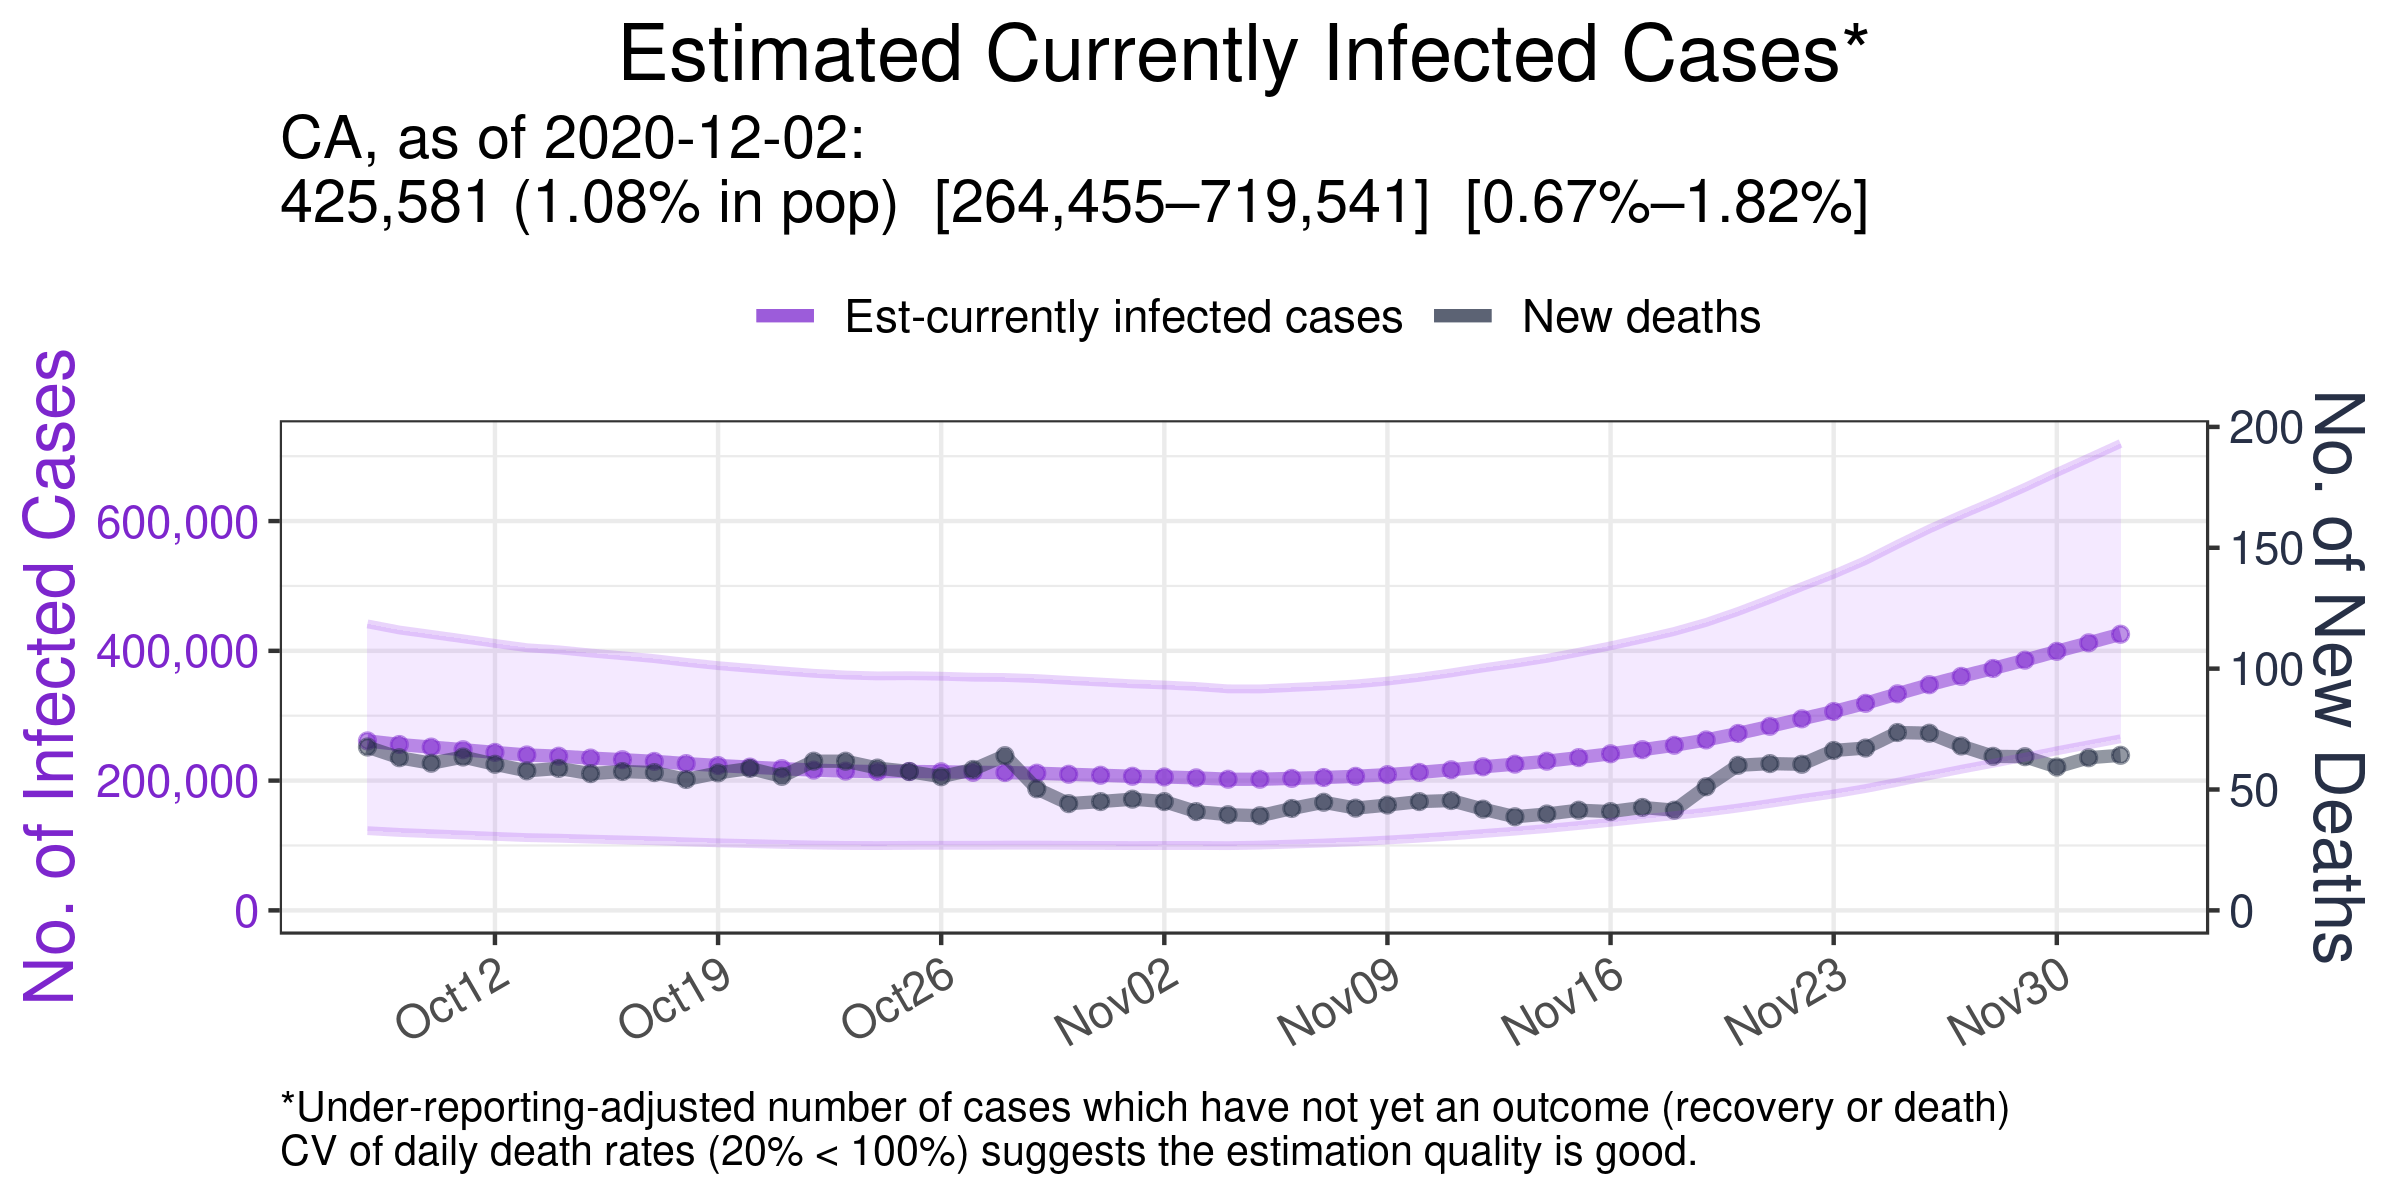 Estimated Currently Infected Cases*
CA, as of 2020-12-02:
425,581 (1.08% in pop)  [264,455–719,541]  [0.67%–1.82%]
Est-currently infected cases
New deaths
No. of Infected Cases
600,000
400,000
200,000
0
200
150
100
50
0
No. of New Deaths
Oct12
Oct19
Oct26
Nov02
Nov09
Nov16
Nov23
Nov30
*Under-reporting-adjusted number of cases which have not yet an outcome (recovery or death)
CV of daily death rates (20% < 100%) suggests the estimation quality is good.